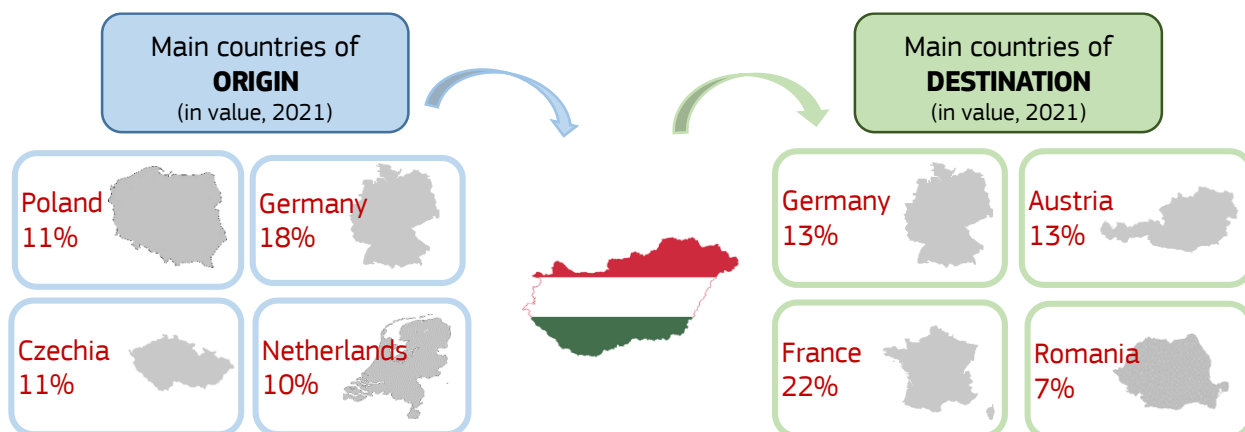 Main countries of
ORIGIN
(in value, 2021)
Main countries of
DESTINATION
(in value, 2021)
Poland
11%
Germany
18%
Czechia
11%
Netherlands
10%
Germany
13%
Austria
13%
France
22%
Romania
7%